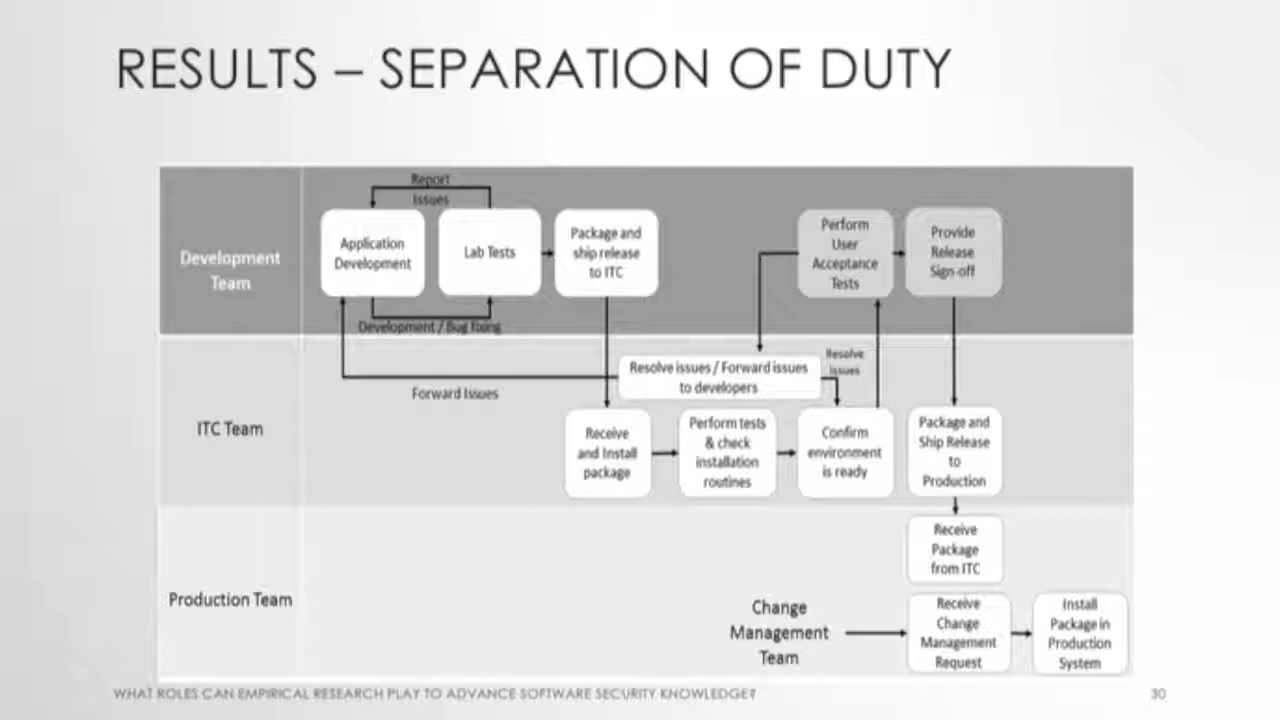 RESULTS – SEPARATION OF DUTY
Development
Team
Report
Issues
Application
Development
Lab Tests
Package and
ship release
to ITC
Perform
User
Acceptance
Tests
Provide
Release
Sign-off
Development / Bug fixing
ITC Team
Resolve issues / Forward issues
to developers
Resolve
Issues
Forward Issues
Receive
and Install
package
Perform tests
& check
installation
routines
Confirm
environment
is ready
Package and
Ship Release
to
Production
Production Team
Receive
Package
from ITC
Change
Management
Team
Receive
Change
Management
Request
Install
Package in
Production
System
WHAT ROLES CAN EMPIRICAL RESEARCH PLAY TO ADVANCE SOFTWARE SECURITY KNOWLEDGE?
30